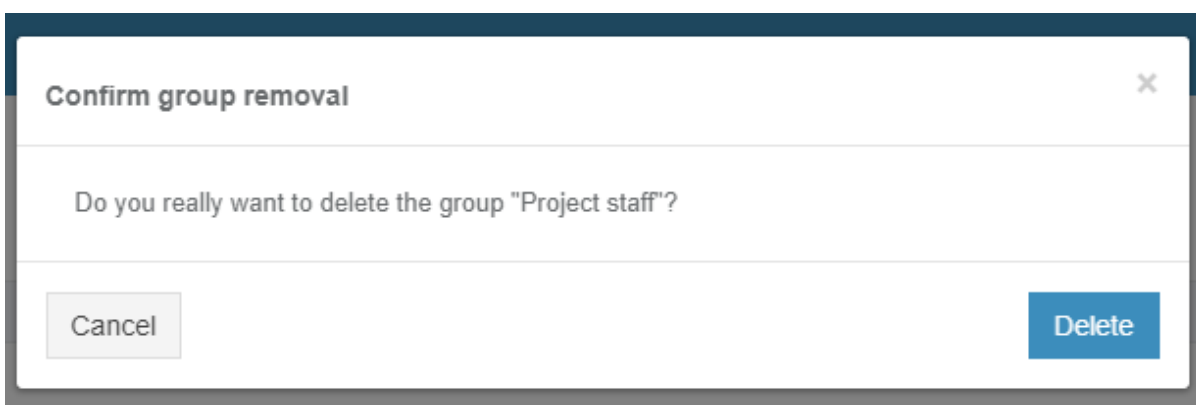 Confirm group removal
×
Do you really want to delete the group "Project staff"?
Cancel
Delete